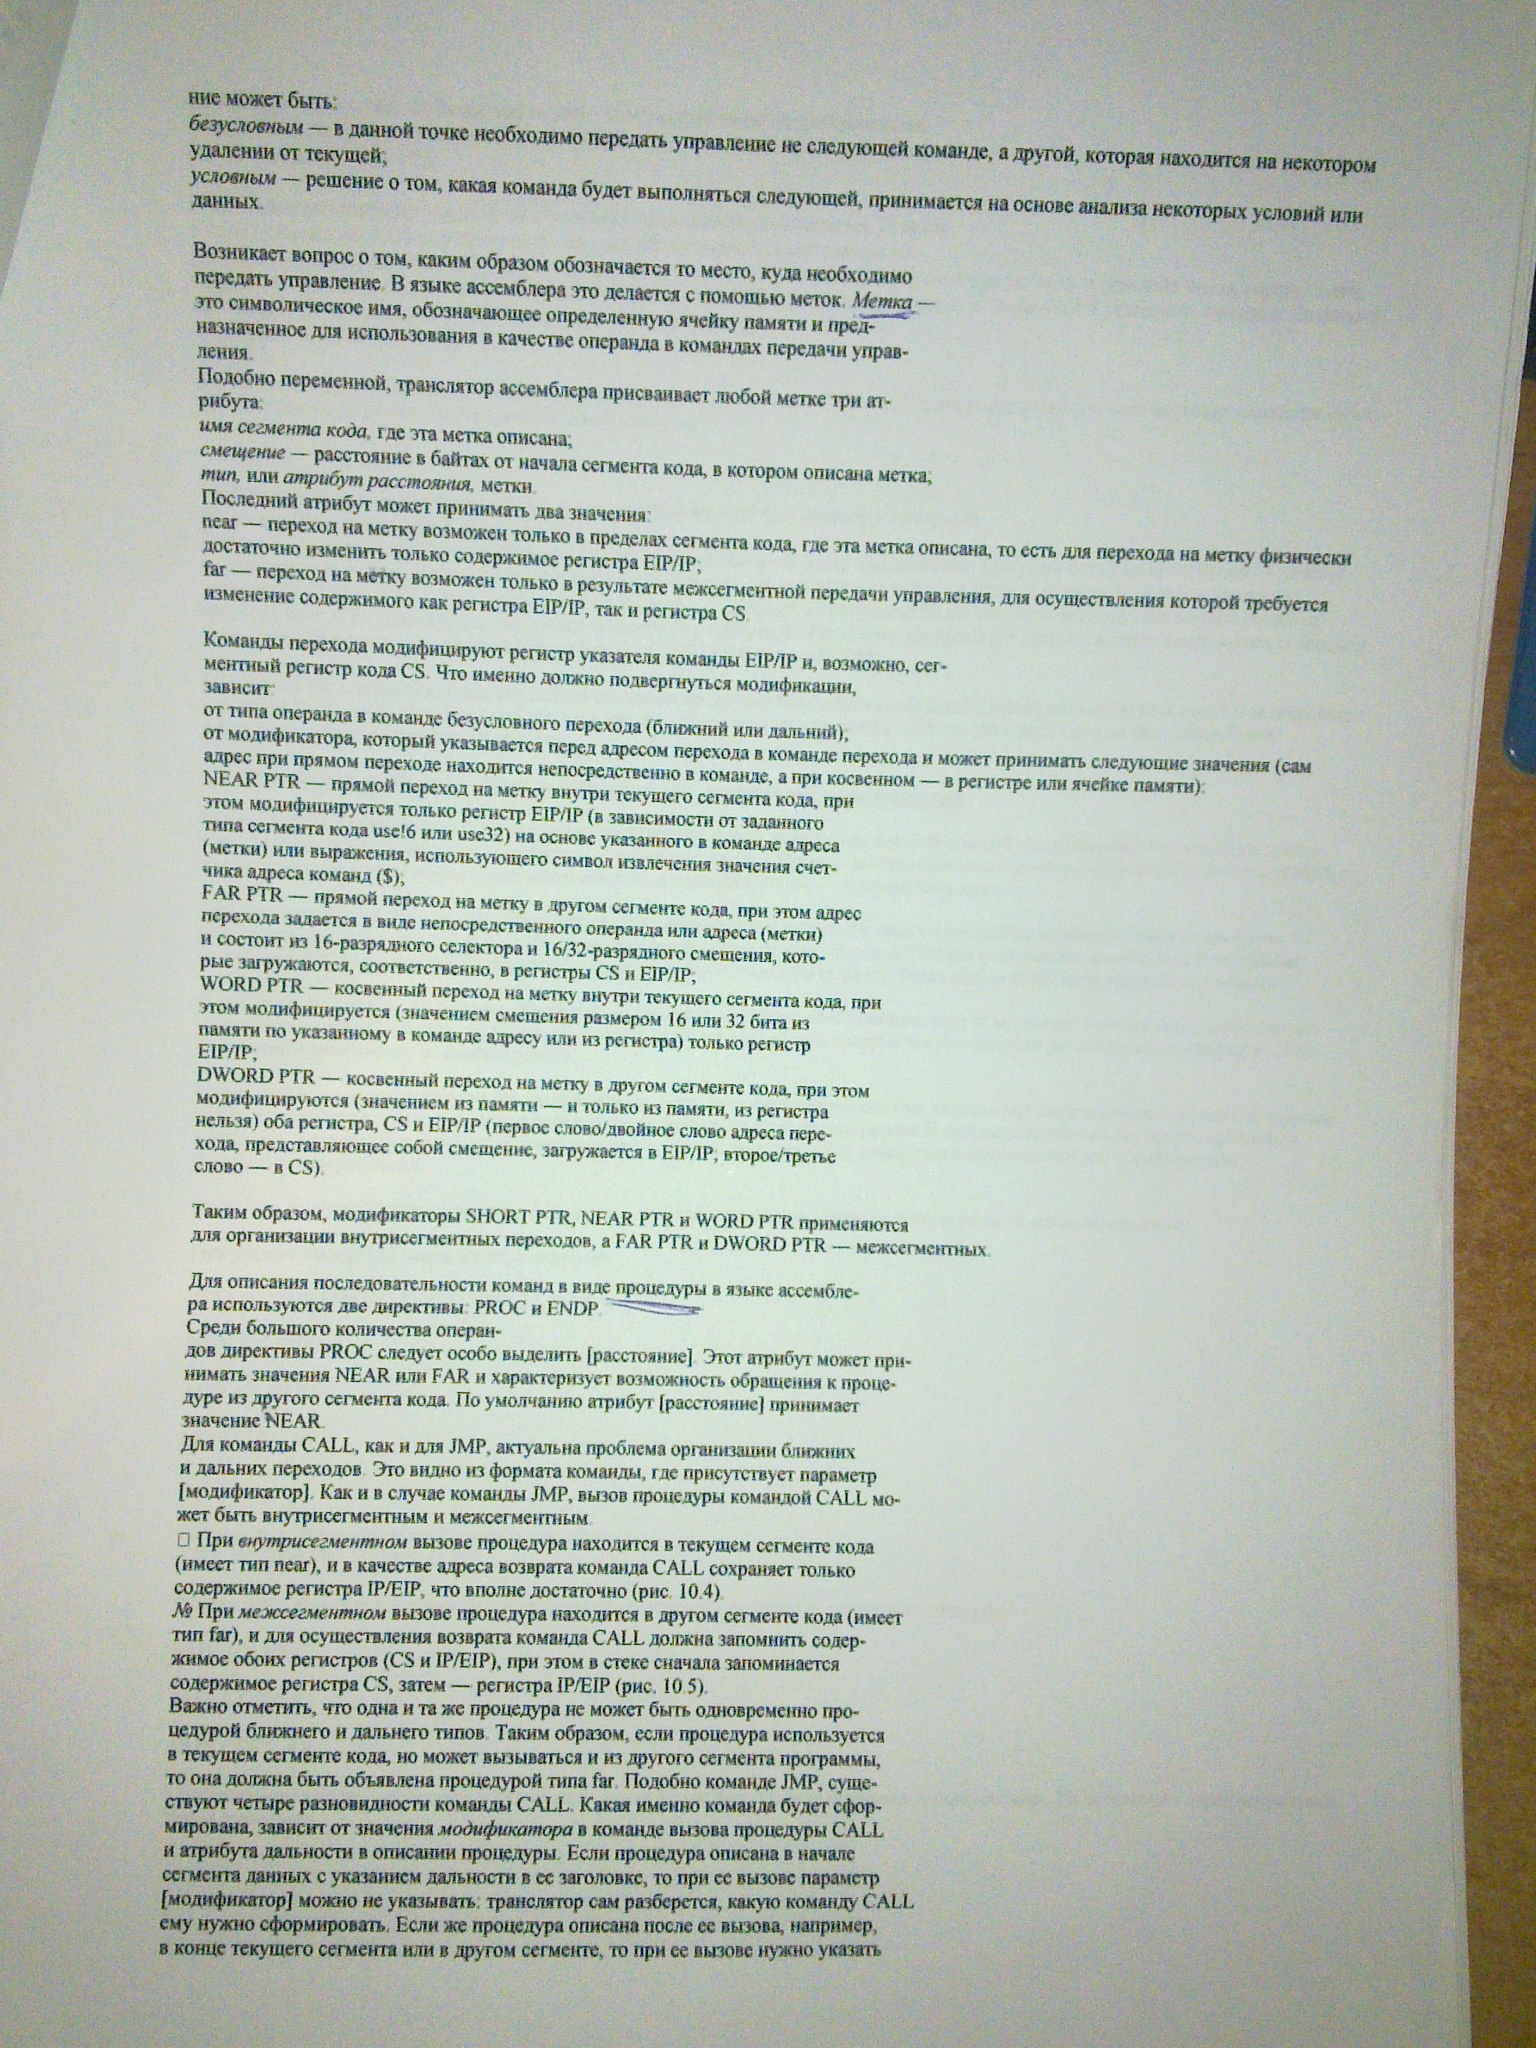 ние может быть:
безусловным — в данной точке необходимо передать управление не следующей команде, а другой, которая находится на некотором
удалении от текущей;
условным — решение о том, какая команда будет выполняться следующей, принимается на основе анализа некоторых условий или
данных.
Возникает вопрос о том, каким образом обозначается то место, куда необходимо
передать управление. В языке ассемблера это делается с помощью меток. Метка —
это символическое имя, обозначающее определенную ячейку памяти и пред-
назначенное для использования в качестве операнда в командах передачи управ-
ления.
Подобно переменной, транслятор ассемблера присваивает любой метке три ат-
рибута:
имя сегмента кода, где эта метка описана;
смещение — расстояние в байтах от начала сегмента кода, в котором описана метка;
тип, или атрибут расстояния, метки.
Последний атрибут может принимать два значения:
near — переход на метку возможен только в пределах сегмента кода, где эта метка описана, то есть для перехода на метку физически
достаточно изменить только содержимое регистра EIP/IP;
far — переход на метку возможен только в результате межсегментной передачи управления, для осуществления которой требуется
изменение содержимого как регистра EIP/IP, так и регистра CS.
Команды перехода модифицируют регистр указателя команды EIP/IP и, возможно, сег-
ментный регистр кода CS. Что именно должно подвергнуться модификации,
зависит:
от типа операнда в команде безусловного перехода (ближний или дальний);
от модификатора, который указывается перед адресом перехода в команде перехода и может принимать следующие значения (сам
адрес при прямом переходе находится непосредственно в команде, а при косвенном — в регистре или ячейке памяти):
NEAR PTR — прямой переход на метку внутри текущего сегмента кода, при
этом модифицируется только регистр EIP/IP (в зависимости от заданного
типа сегмента кода use!6 или use32) на основе указанного в команде адреса
(метки) или выражения, использующего символ извлечения значения счет-
чика адреса команд ($);
FAR PTR — прямой переход на метку в другом сегменте кода, при этом адрес
перехода задается в виде непосредственного операнда или адреса (метки)
и состоит из 16-разрядного селектора и 16/32-разрядного смещения, кото-
рые загружаются, соответственно, в регистры CS и EIP/IP;
WORD PTR — косвенный переход на метку внутри текущего сегмента кода, при
этом модифицируется (значением смещения размером 16 или 32 бита из
памяти по указанному в команде адресу или из регистра) только регистр
EIP/IP;
DWORD PTR — косвенный переход на метку в другом сегменте кода, при этом
модифицируются (значением из памяти — и только из памяти, из регистра
нельзя) оба регистра, CS и EIP/IP (первое слово/двойное слово адреса пере-
хода, представляющее собой смещение, загружается в EIP/IP; второе/третье
слово — в CS).
Таким образом, модификаторы SHORT PTR, NEAR PTR и WORD PTR применяются
для организации внутрисегментных переходов, а FAR PTR и DWORD PTR — межсегментных.
Для описания последовательности команд в виде процедуры в языке ассембле-
ра используются две директивы: PROC и ENDP.
Среди большого количества операн-
дов директивы PROC следует особо выделить [расстояние]. Этот атрибут может при-
нимать значения NEAR или FAR и характеризует возможность обращения к проце-
дуре из другого сегмента кода. По умолчанию атрибут [расстояние] принимает
значение NEAR.
Для команды CALL, как и для JMP, актуальна проблема организации ближних
и дальних переходов. Это видно из формата команды, где присутствует параметр
[модификатор]. Как и в случае команды JMP, вызов процедуры командой CALL мо-
жет быть внутрисегментным и межсегментным.
□ При внутрисегментном вызове процедура находится в текущем сегменте кода
(имеет тип near), и в качестве адреса возврата команда CALL сохраняет только
содержимое регистра IP/EIP, что вполне достаточно (рис. 10.4).
№ При межсегментном вызове процедура находится в другом сегменте кода (имеет
тип far), и для осуществления возврата команда CALL должна запомнить содер-
жимое обоих регистров (CS и IP/EIP), при этом в стеке сначала запоминается
содержимое регистра CS, затем — регистра IP/EIP (рис. 10.5).
Важно отметить, что одна и та же процедура не может быть одновременно про-
цедурой ближнего и дальнего типов. Таким образом, если процедура используется
в текущем сегменте кода, но может вызываться и из другого сегмента программы,
то она должна быть объявлена процедурой типа far. Подобно команде JMP, суще-
ствуют четыре разновидности команды CALL. Какая именно команда будет сфор-
мирована, зависит от значения модификатора в команде вызова процедуры CALL
и атрибута дальности в описании процедуры. Если процедура описана в начале
сегмента данных с указанием дальности в ее заголовке, то при ее вызове параметр
[модификатор] можно не указывать: транслятор сам разберется, какую команду CALL
ему нужно сформировать. Если же процедура описана после ее вызова, например,
в конце текущего сегмента или в другом сегменте, то при ее вызове нужно указать